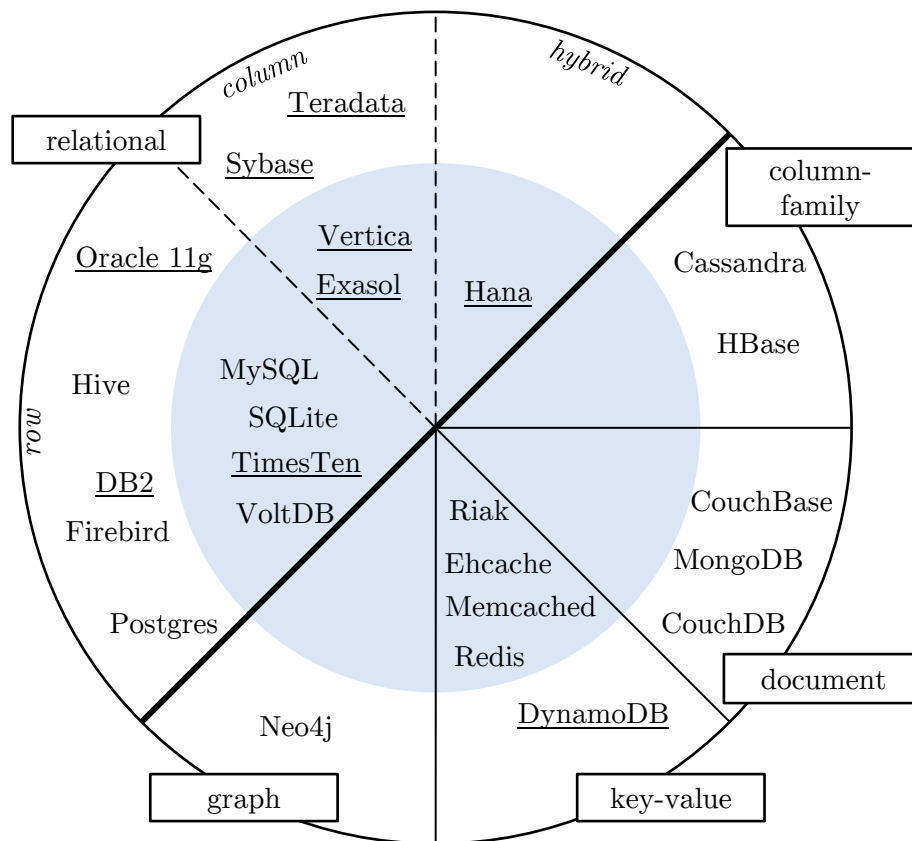 column
hybrid
Teradata
relational
Sybase
column-
family
Vertica
Oracle 11g
Cassandra
Exasol
Hana
HBase
MySQL
Hive
SQLite
row
TimesTen
DB2
CouchBase
Riak
VoltDB
Firebird
MongoDB
Ehcache
Memcached
Postgres
CouchDB
Redis
document
DynamoDB
Neo4j
graph
key-value